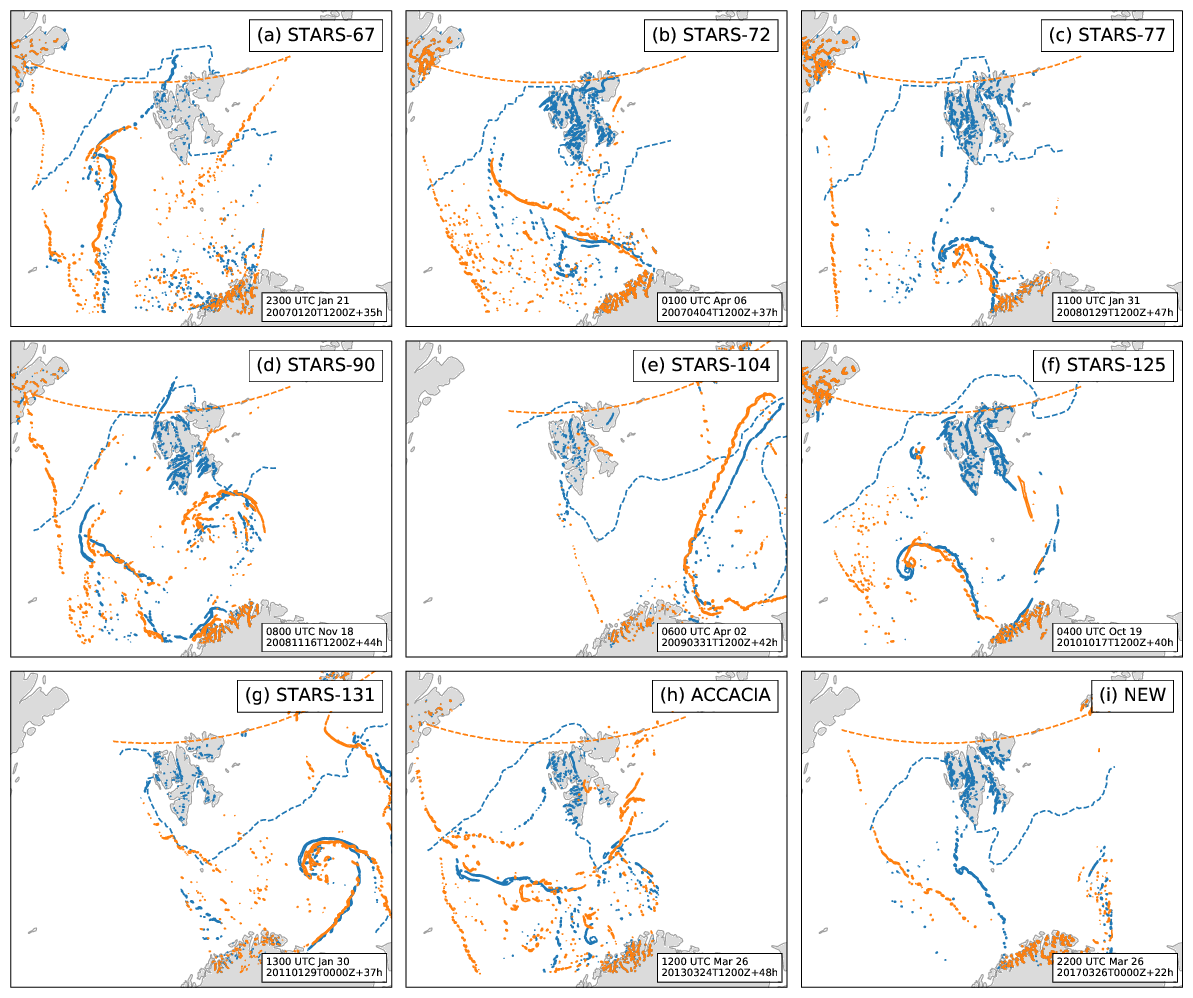 (a) STARS-67
2300 UTC Jan 21
20070120T1200Z+35h
(b) STARS-72
0100 UTC Apr 06
20070404T1200Z+37h
(c) STARS-77
1100 UTC Jan 31
20080129T1200Z+47h
(d) STARS-90
0800 UTC Nov 18
20081116T1200Z+44h
(e) STARS-104
0600 UTC Apr 02
20090331T1200Z+42h
(f) STARS-125
0400 UTC Oct 19
20101017T1200Z+40h
(g) STARS-131
1300 UTC Jan 30
20110129T0000Z+37h
(h) ACCACIA
1200 UTC Mar 26
20130324T1200Z+48h
(i) NEW
2200 UTC Mar 26
20170326T0000Z+22h